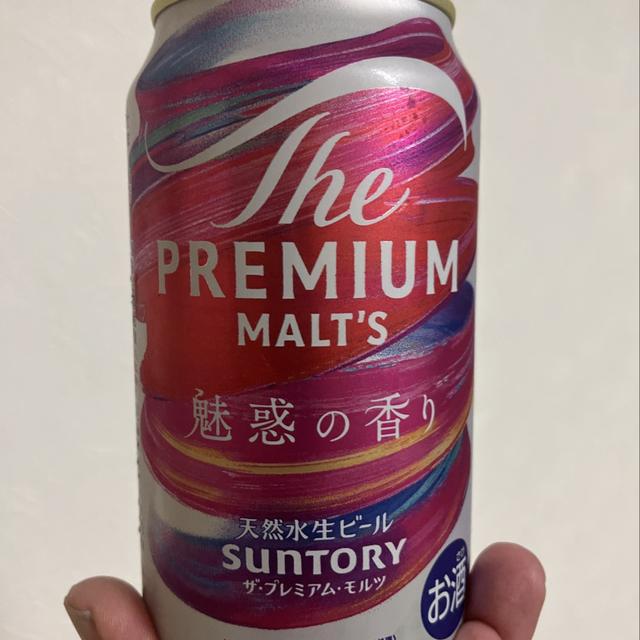 The
PREMIUM
MALT'S
魅惑の香り
天然水生ビール
SUNTORY
ザ・プレミアム・モルツ
お酒